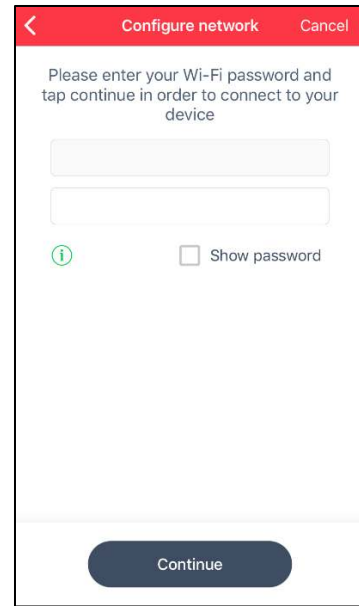 Configure network Cancel
Please enter your Wi-Fi password and
tap continue in order to connect to your
device
Show password
Continue